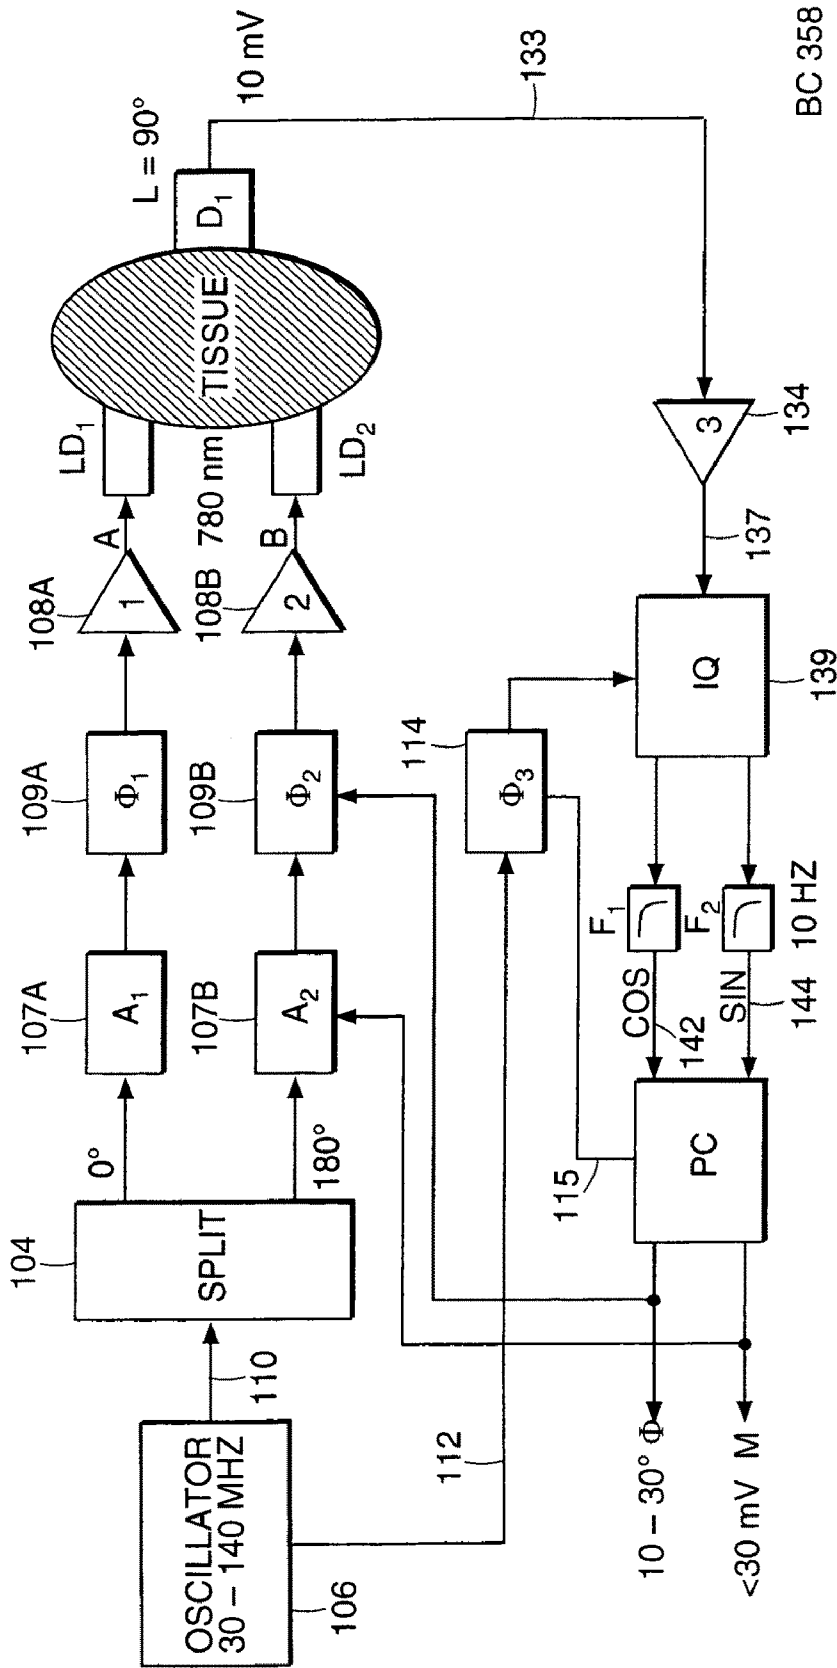 OSCILLATOR
30 – 140 MHZ
106
110
112
104
SPLIT
0°
180°
107A
A1
107B
A2
109A
Φ1
109B
Φ2
108A
1
108B
2
A
B
LD1
780 nm
LD2
TISSUE
D1
L = 90°
10 mV
133
3
134
137
IQ
139
114
Φ3
F1
F2
10 HZ
COS
142
SIN
144
PC
115
10 – 30° Φ
<30 mV M
BC 358